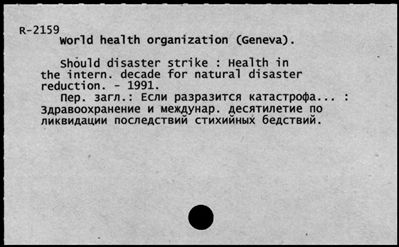 R-2159
World health organization (Geneva).
Should disaster strike : Health in
the intern. decade for natural disaster
reduction. - 1991.
Пер. загл.: Если разразится катастрофа... :
Здравоохранение и междунар. десятилетие по
ликвидации последствий стихийных бедствий.